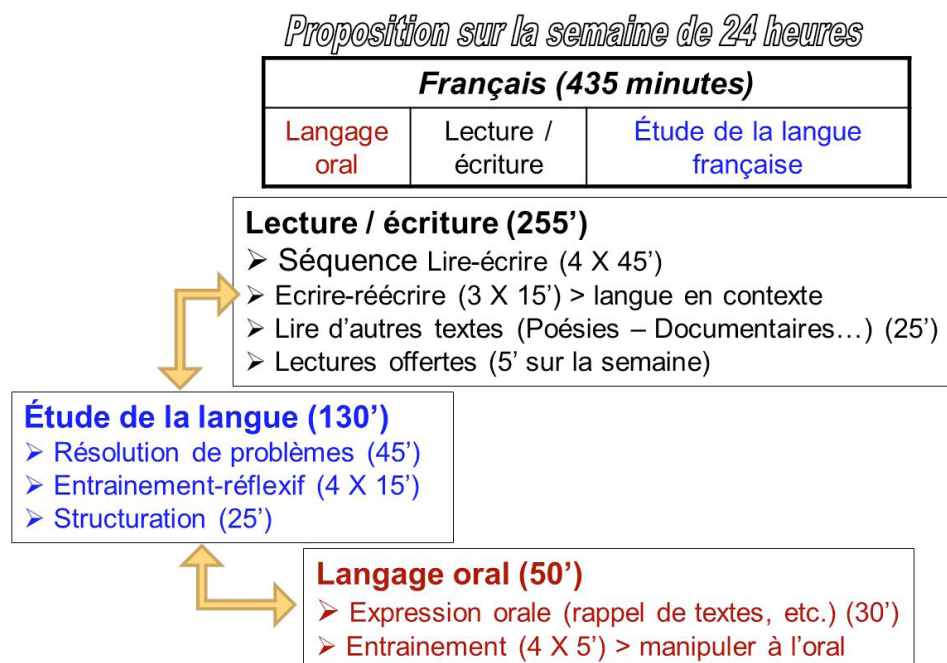 Proposition sur la semaine de 24 heures
Français (435 minutes)
Langage oral
Lecture / écriture
Étude de la langue française
Lecture / écriture (255’)
➢ Séquence Lire-écrire (4 X 45’)
➢ Ecrire-réécrire (3 X 15’) > langue en contexte
➢ Lire d’autres textes (Poésies – Documentaires…) (25’)
➢ Lectures offertes (5’ sur la semaine)
Étude de la langue (130’)
➢ Résolution de problèmes (45’)
➢ Entrainement-réflexif (4 X 15’)
➢ Structuration (25’)
Langage oral (50’)
➢ Expression orale (rappel de textes, etc.) (30’)
➢ Entrainement (4 X 5’) > manipuler à l’oral